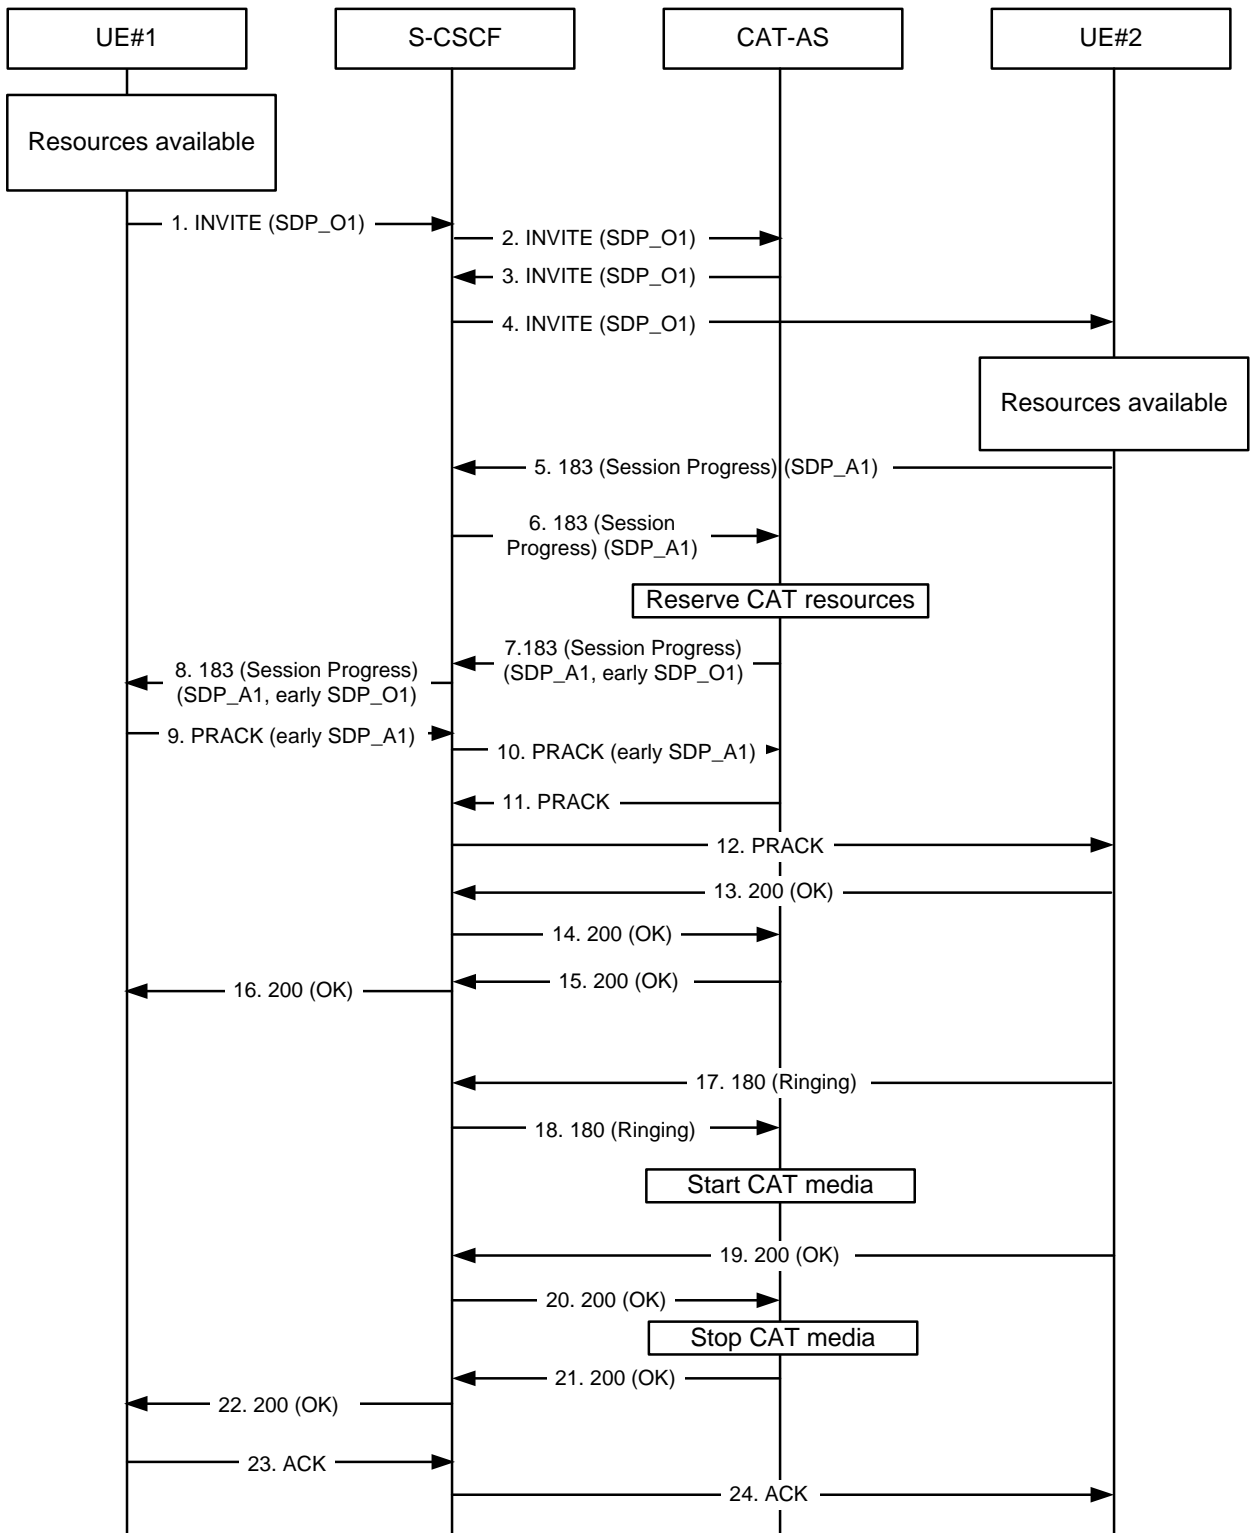 UE#1
S-CSCF
CAT-AS
UE#2
Resources available
1. INVITE (SDP_O1)
2. INVITE (SDP_O1)
3. INVITE (SDP_O1)
4. INVITE (SDP_O1)
Resources available
5. 183 (Session Progress) (SDP_A1)
6. 183 (Session
Progress) (SDP_A1)
Reserve CAT resources
7.183 (Session Progress)
(SDP_A1, early SDP_O1)
8. 183 (Session Progress)
(SDP_A1, early SDP_O1)
9. PRACK (early SDP_A1)
10. PRACK (early SDP_A1)
11. PRACK
12. PRACK
13. 200 (OK)
14. 200 (OK)
15. 200 (OK)
16. 200 (OK)
17. 180 (Ringing)
18. 180 (Ringing)
Start CAT media
19. 200 (OK)
20. 200 (OK)
Stop CAT media
21. 200 (OK)
22. 200 (OK)
23. ACK
24. ACK